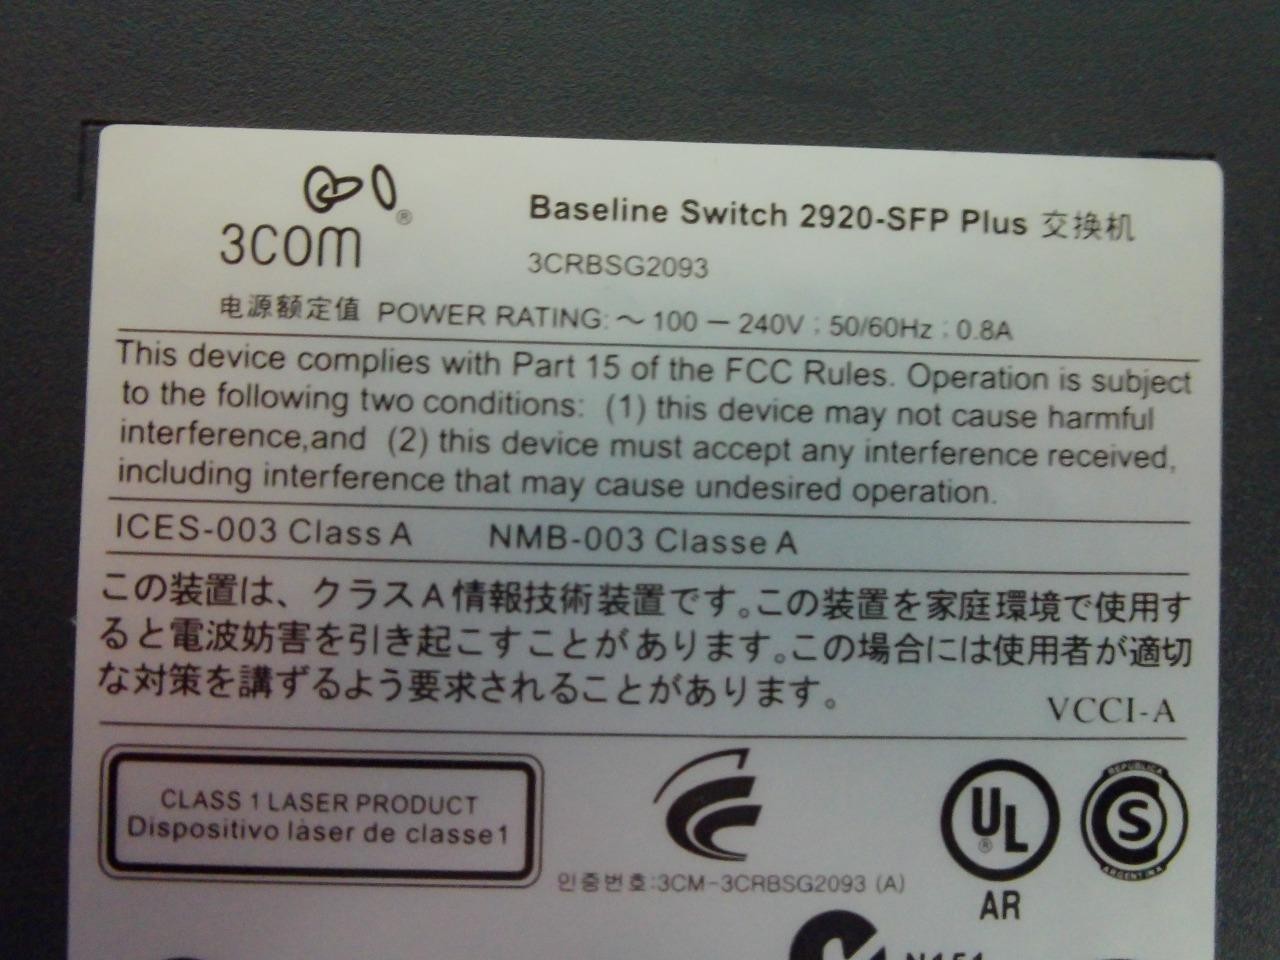 3COM®
Baseline Switch 2920-SFP Plus 交换机
3CRBSG2093
电源额定值 POWER RATING: ～100 — 240V ; 50/60Hz ; 0.8A
This device complies with Part 15 of the FCC Rules. Operation is subject
to the following two conditions: (1) this device may not cause harmful
interference,and (2) this device must accept any interference received,
including interference that may cause undesired operation.
ICES-003 Class A NMB-003 Classe A
この装置は、クラスA情報技術装置です。この装置を家庭環境で使用す
ると電波妨害を引き起こすことがあります。この場合には使用者が適切
な対策を講ずるよう要求されることがあります。
VCCI-A
CLASS 1 LASER PRODUCT
Dispositivo làser de classe1
인증번호:3CM-3CRBSG2093 (A)
UL®
AR
REPUBLICA
S
ARGENTINA
N151